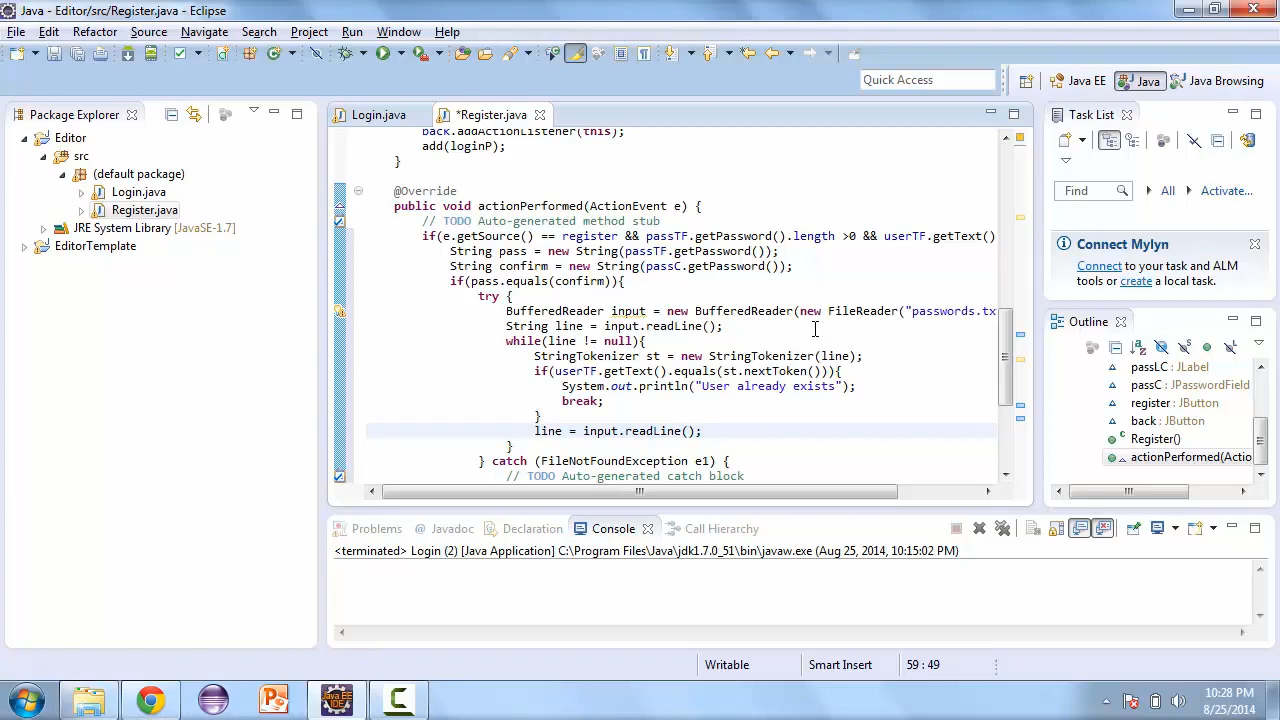 Java - Editor/src/Register.java - Eclipse
File Edit Refactor Source Navigate Search Project Run Window Help
Quick Access
Java EE Java Java Browsing
Package Explorer
Editor
src
(default package)
Login.java
Register.java
JRE System Library [JavaSE-1.7]
EditorTemplate
Login.java *Register.java
back.addActionListener(this);
add(loginP);
}
@Override
public void actionPerformed(ActionEvent e) {
// TODO Auto-generated method stub
if(e.getSource() == register && passTF.getPassword().length >0 && userTF.getText()
String pass = new String(passTF.getPassword());
String confirm = new String(passC.getPassword());
if(pass.equals(confirm)){
try {
BufferedReader input = new BufferedReader(new FileReader("passwords.tx
String line = input.readLine();
while(line != null){
StringTokenizer st = new StringTokenizer(line);
if(userTF.getText().equals(st.nextToken())){
System.out.println("User already exists");
break;
}
line = input.readLine();
}
} catch (FileNotFoundException e1) {
// TODO Auto-generated catch block
Task List
Find All Activate...
Connect Mylyn
Connect to your task and ALM
tools or create a local task.
Outline
passLC : JLabel
passC : JPasswordField
register : JButton
back : JButton
Register()
actionPerformed(Actio
Problems @ Javadoc Declaration Console Call Hierarchy
<terminated> Login (2) [Java Application] C:\Program Files\Java\jdk1.7.0_51\bin\javaw.exe (Aug 25, 2014, 10:15:02 PM)
Writable Smart Insert 59 : 49
Java EE
IDE
10:28 PM
8/25/2014